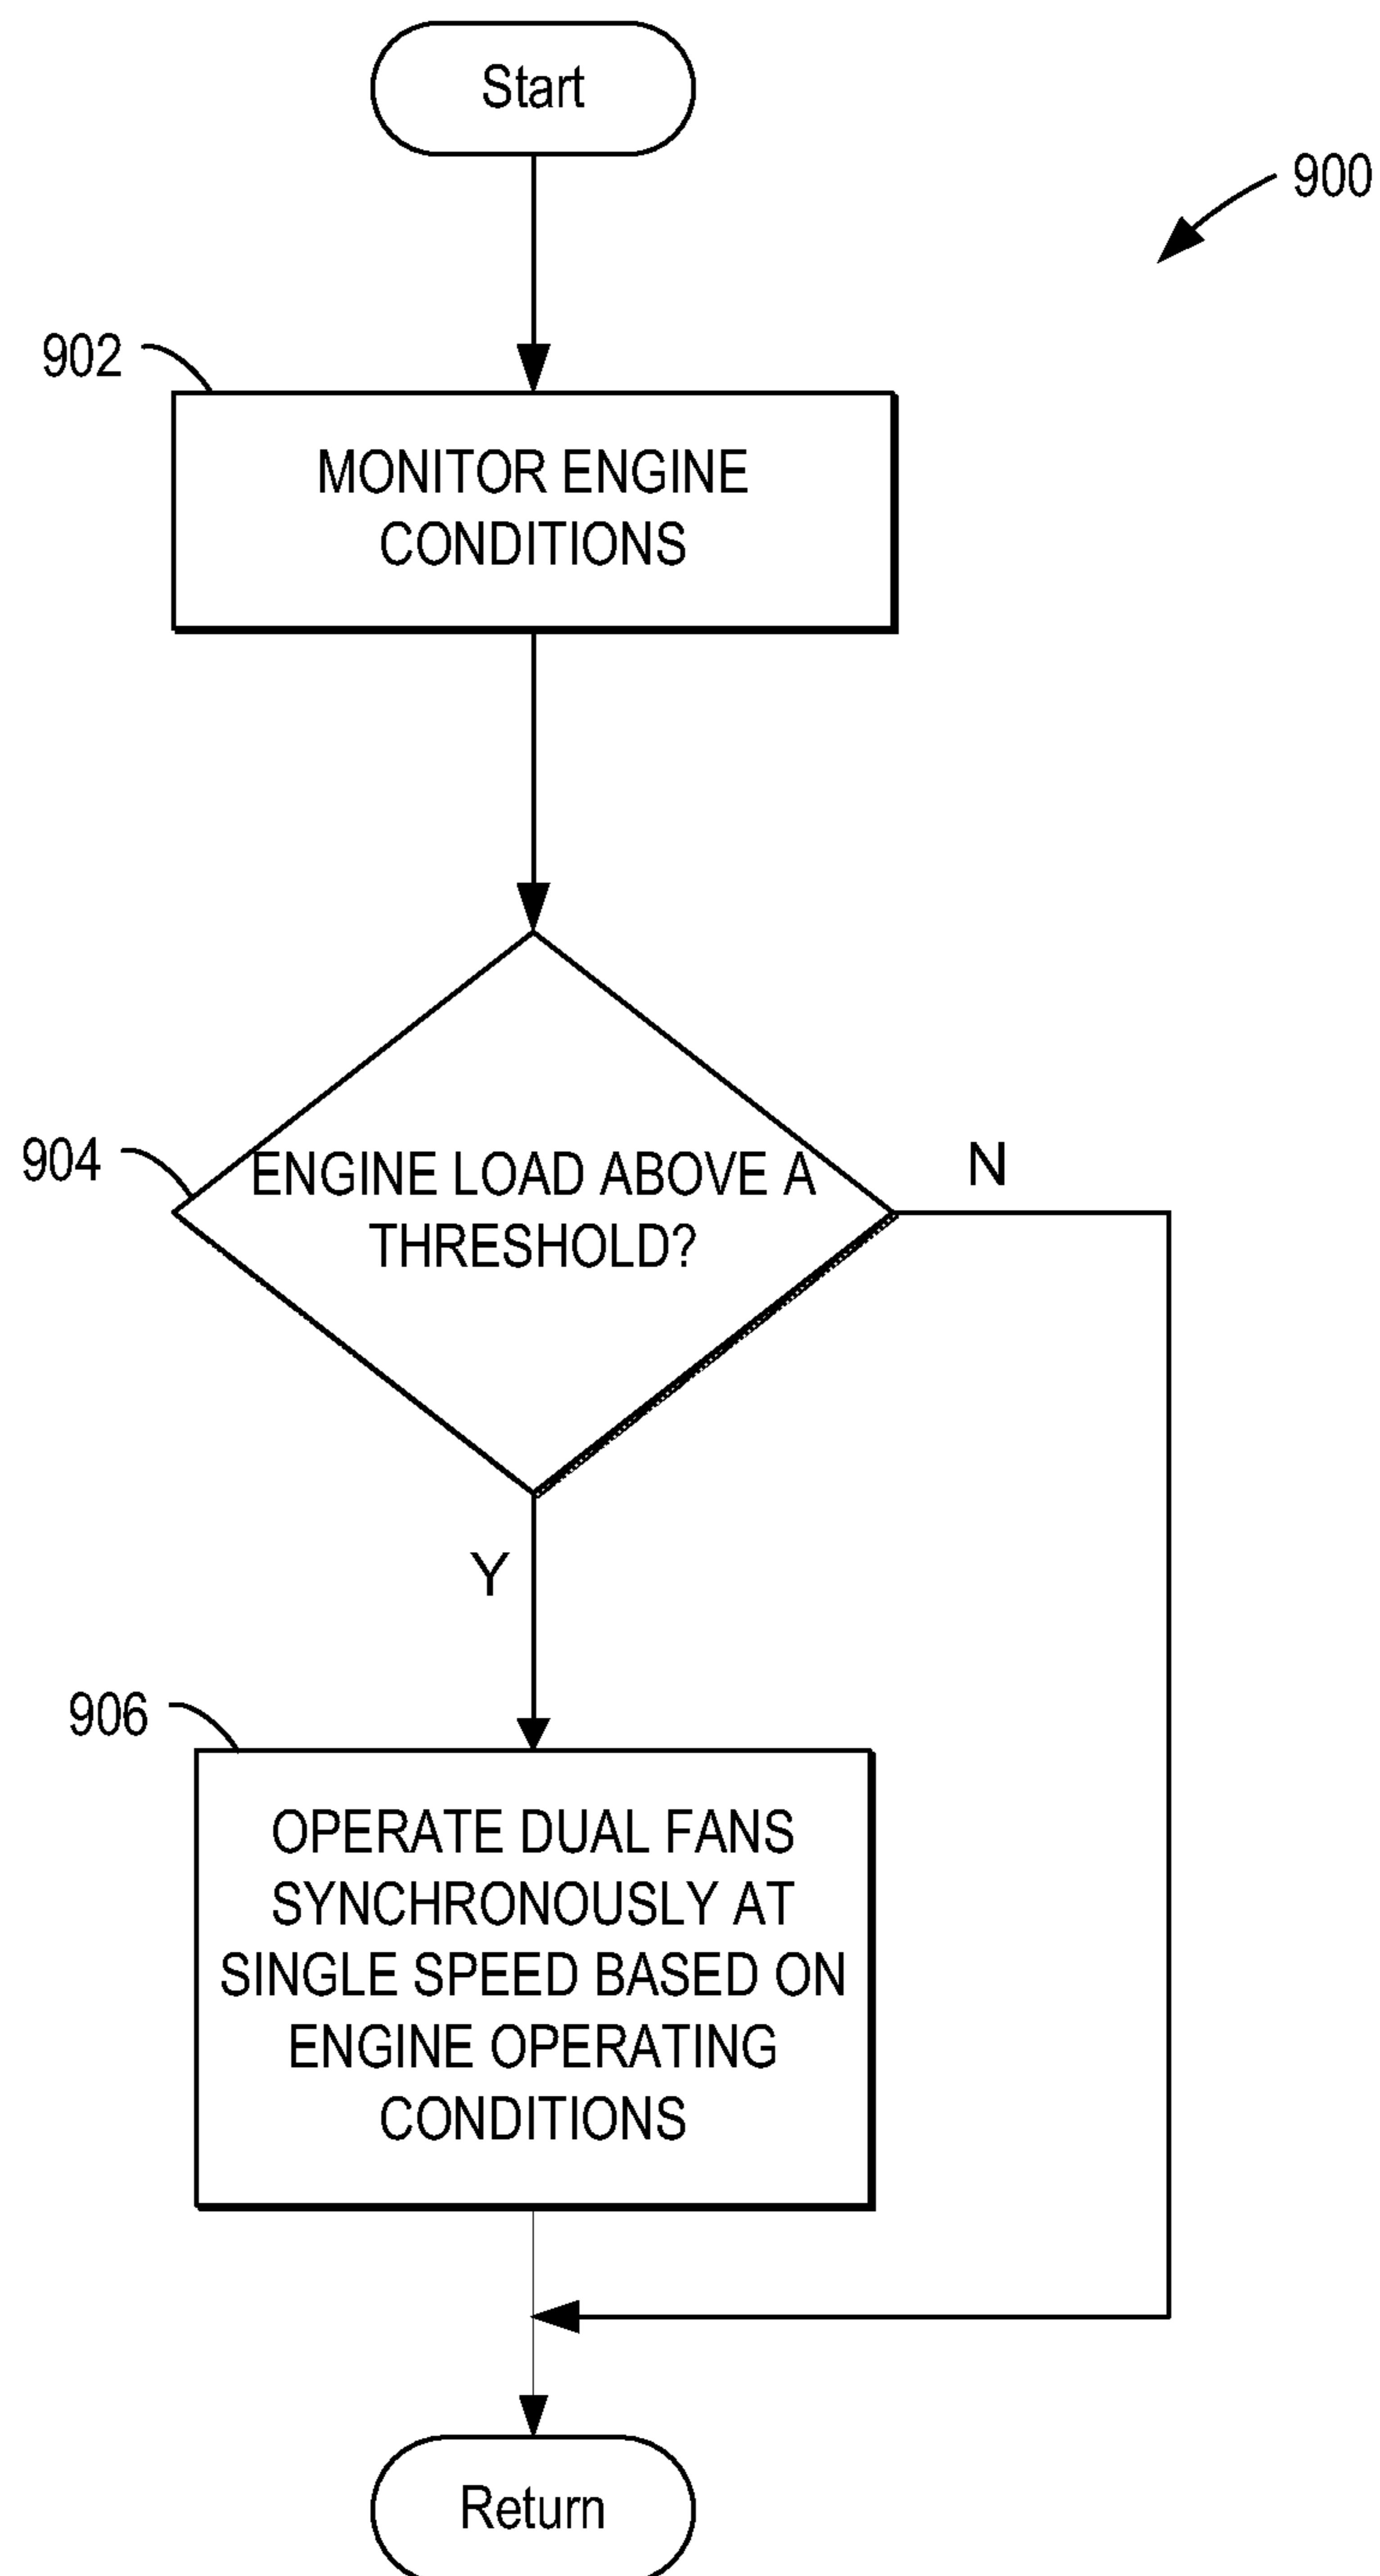 Start
900
902
MONITOR ENGINE
CONDITIONS
904
ENGINE LOAD ABOVE A
THRESHOLD?
N
Y
906
OPERATE DUAL FANS
SYNCHRONOUSLY AT
SINGLE SPEED BASED ON
ENGINE OPERATING
CONDITIONS
Return